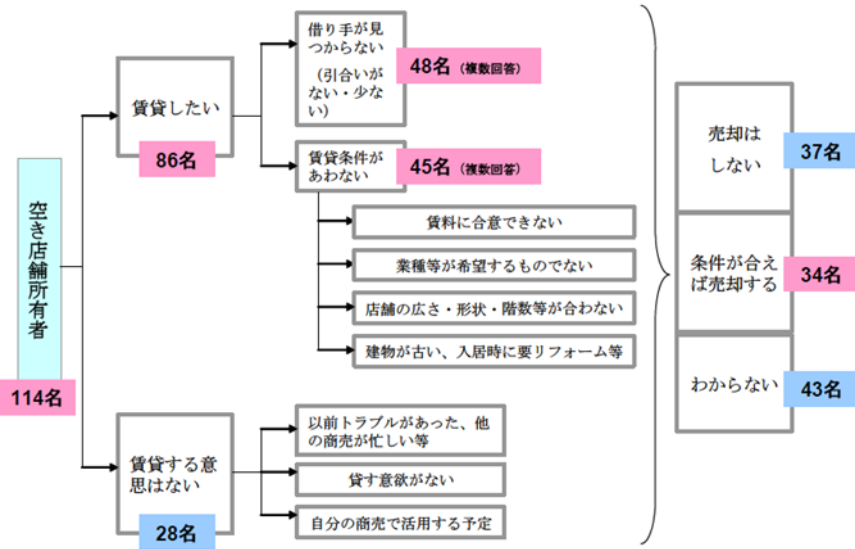 空き店舗所有者
114名
賃貸したい
86名
借り手が見
つからない
（引合いが
ない・少な
い）
48名（複数回答）
賃貸条件が
あわない
45名（複数回答）
賃料に合意できない
業種等が希望するものでない
店舗の広さ・形状・階数等が合わない
建物が古い、入居時に要リフォーム等
賃貸する意
思はない
28名
以前トラブルがあった、他
の商売が忙しい等
貸す意欲がない
自分の商売で活用する予定
売却は
しない
37名
条件が合え
ば売却する
34名
わからない
43名